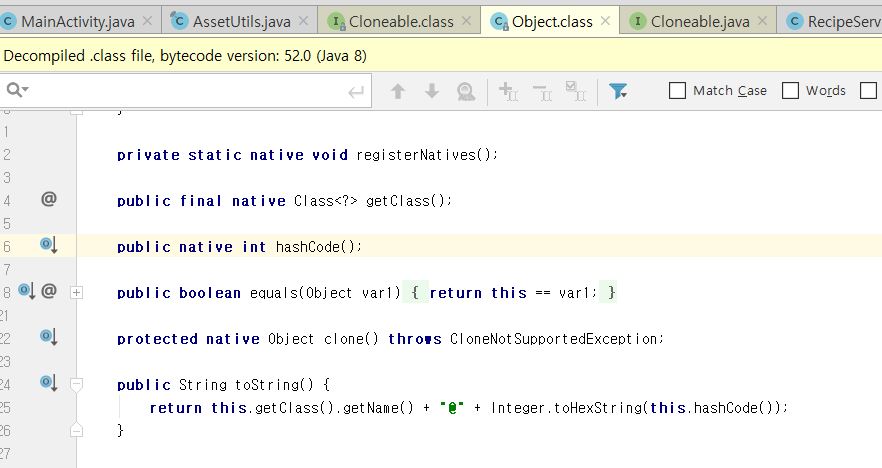 MainActivity.java
AssetUtils.java
Cloneable.class
Object.class
Cloneable.java
RecipeServ
Decompiled .class file, bytecode version: 52.0 (Java 8)
Match Case
Words
1
2 private static native void registerNatives();
3
4 @ public final native Class<?> getClass();
5
6 public native int hashCode();
7
8 @ public boolean equals(Object var1) { return this == var1; }
21
22 protected native Object clone() throws CloneNotSupportedException;
23
24 public String toString() {
25 return this.getClass().getName() + "@" + Integer.toHexString(this.hashCode());
26 }
27